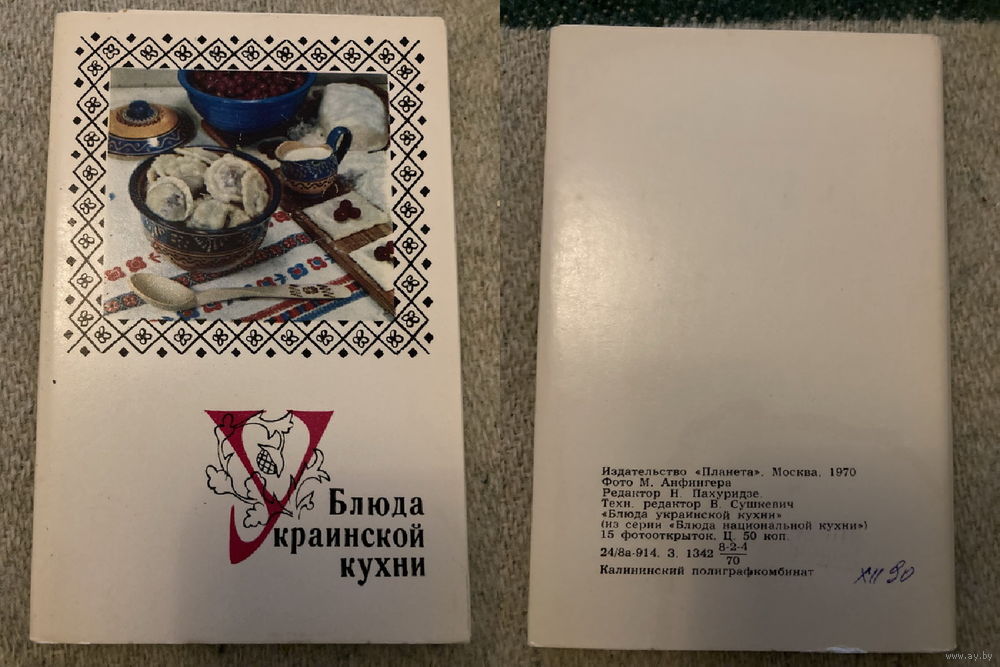 Блюда
Украинской
кухни
Издательство «Планета». Москва, 1970
Фото М. Анфингера
Редактор Н. Пахуридзе.
Техн. редактор В. Сушкевич
«Блюда украинской кухни»
(из серии «Блюда национальной кухни»)
15 фотооткрыток. Ц. 50 коп.
24/8а-914. З. 1342 8-2-4/70
Калининский полиграфкомбинат
XII 90
www.ay.by